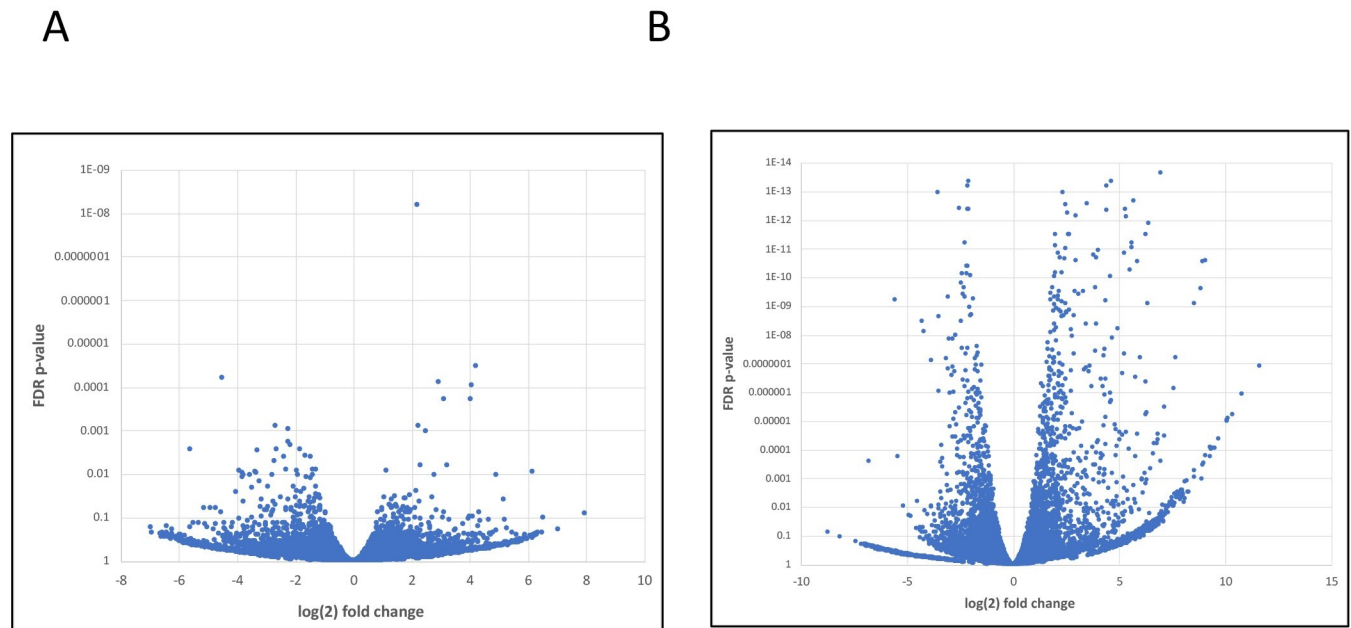 A
B
1E-09
1E-08
0.0000001
0.000001
0.00001
0.0001
0.001
0.01
0.1
1
FDR p-value
-8
-6
-4
-2
0
2
4
6
8
10
log(2) fold change
1E-14
1E-13
1E-12
1E-11
1E-10
1E-09
1E-08
0.0000001
0.000001
0.00001
0.0001
0.001
0.01
0.1
1
FDR p-value
-10
-5
0
5
10
15
log(2) fold change